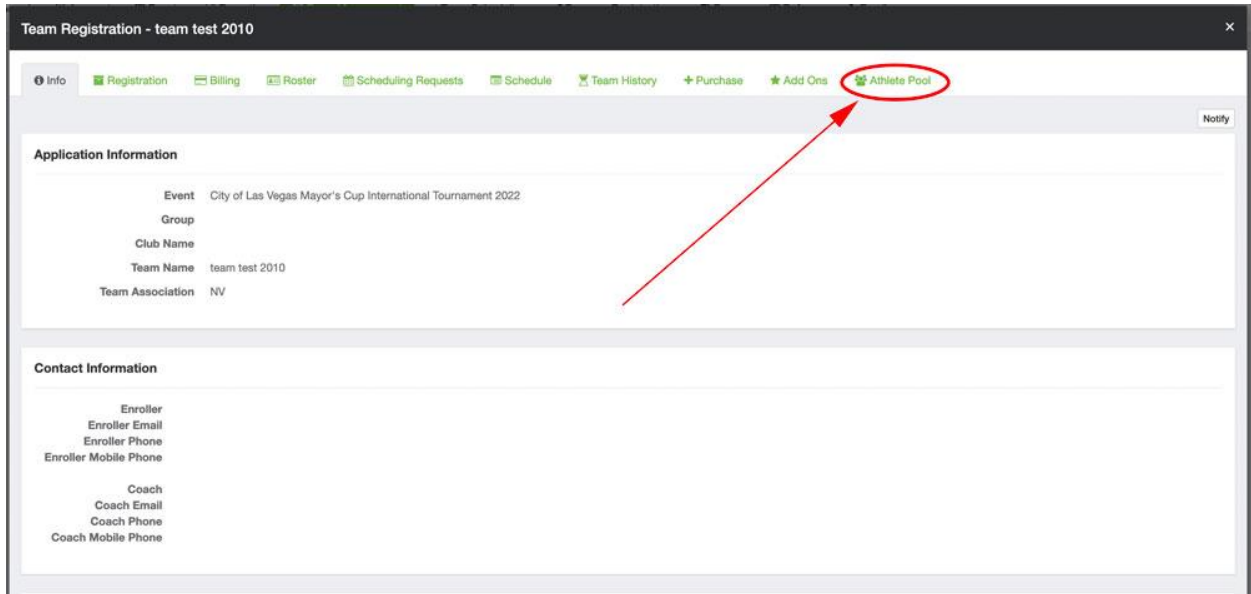 Team Registration - team test 2010 ×
Info Registration Billing Roster Scheduling Requests Schedule Team History + Purchase Add Ons Athlete Pool
Notify
Application Information
Event City of Las Vegas Mayor's Cup International Tournament 2022
Group
Club Name
Team Name team test 2010
Team Association NV
Contact Information
Enroller
Enroller Email
Enroller Phone
Enroller Mobile Phone
Coach
Coach Email
Coach Phone
Coach Mobile Phone